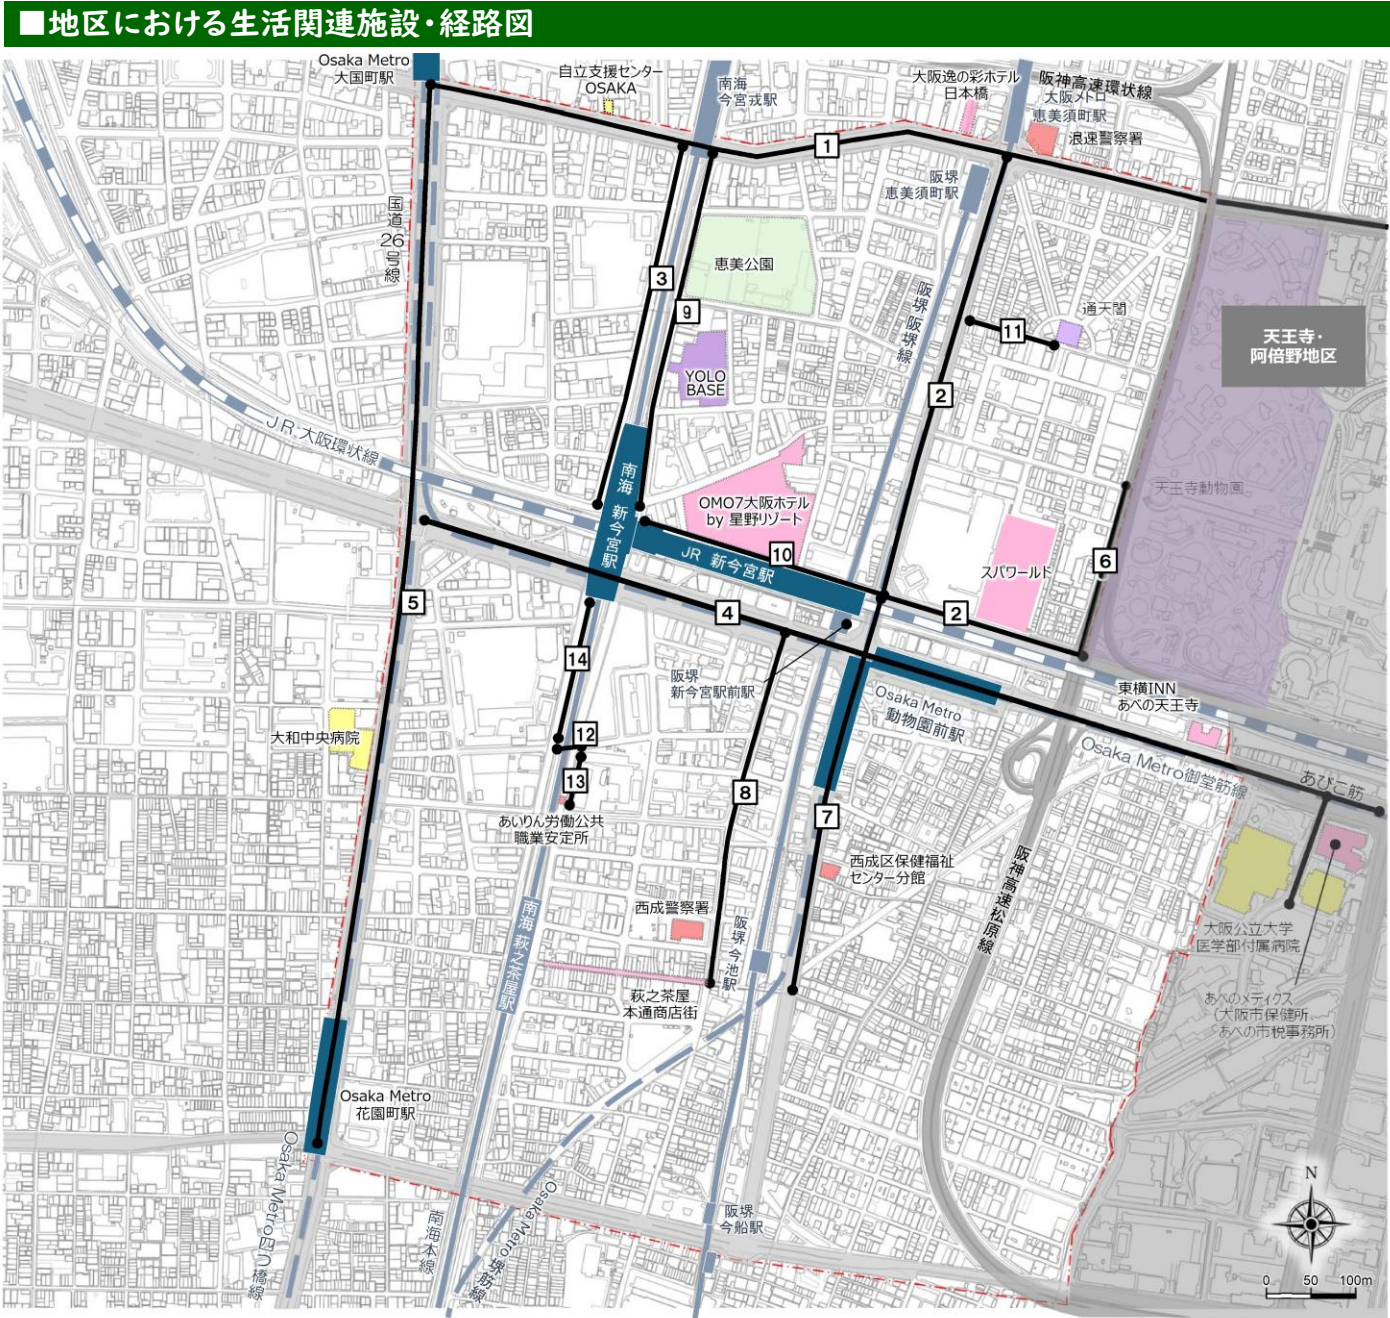 ■地区における生活関連施設・経路図
Osaka Metro
大国町駅
自立支援センター
OSAKA
南海
今宮戎駅
大阪逸の彩ホテル
日本橋
阪神高速環状線
大阪メトロ
恵美須町駅
浪速警察署
1
阪堺
恵美須町駅
国道26号線
3
9
恵美公園
阪堺 阪堺線
通天閣
11
天王寺・
阿倍野地区
YOLO
BASE
2
JR 大阪環状線
南海 新今宮駅
OMO7大阪ホテル
by 星野リゾート
天王寺動物園
10
JR 新今宮駅
スパワールド
6
5
4
2
14
阪堺
新今宮駅前駅
Osaka Metro
動物園前駅
東横INN
あべの天王寺
大和中央病院
12
13
Osaka Metro御堂筋線
あびこ筋
8
7
あいりん労働公共
職業安定所
西成区保健福祉
センター分館
阪神高速松原線
西成警察署
南海 萩之茶屋駅
阪堺 今池駅
大阪公立大学
医学部付属病院
萩之茶屋
本通商店街
あべのメディクス
(大阪市保健所、
あべの市税事務所)
Osaka Metro
花園町駅
Osaka Metro四つ橋線
南海本線
Osaka Metro 堺筋線
阪堺
今船駅
N
0 50 100m